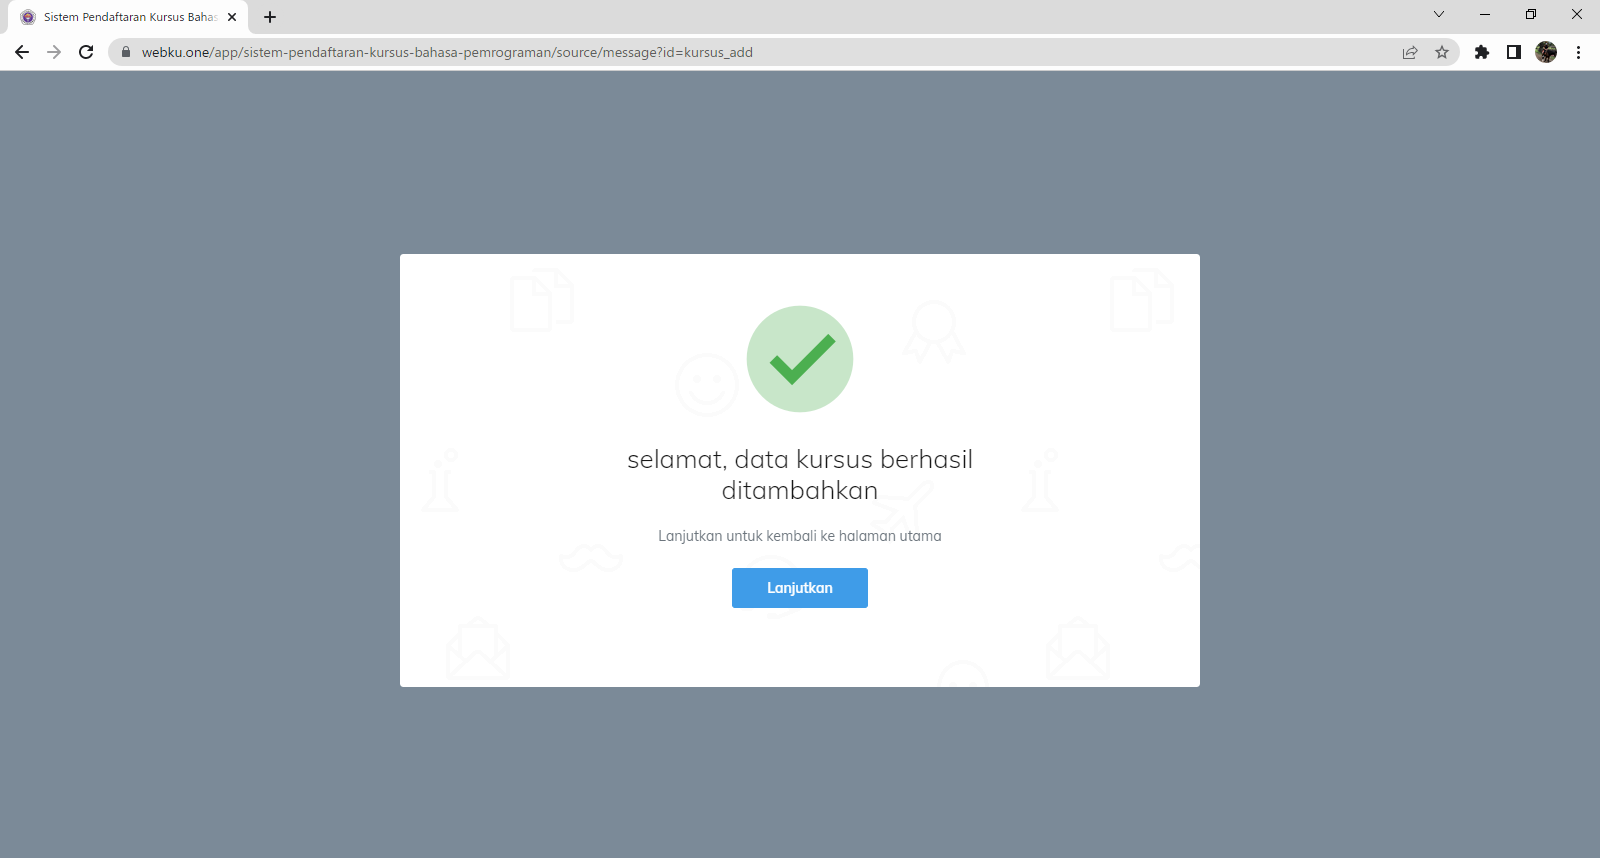 Sistem Pendaftaran Kursus Bahas
webku.one/app/sistem-pendaftaran-kursus-bahasa-pemrograman/source/message?id=kursus_add
selamat, data kursus berhasil
ditambahkan
Lanjutkan untuk kembali ke halaman utama
Lanjutkan